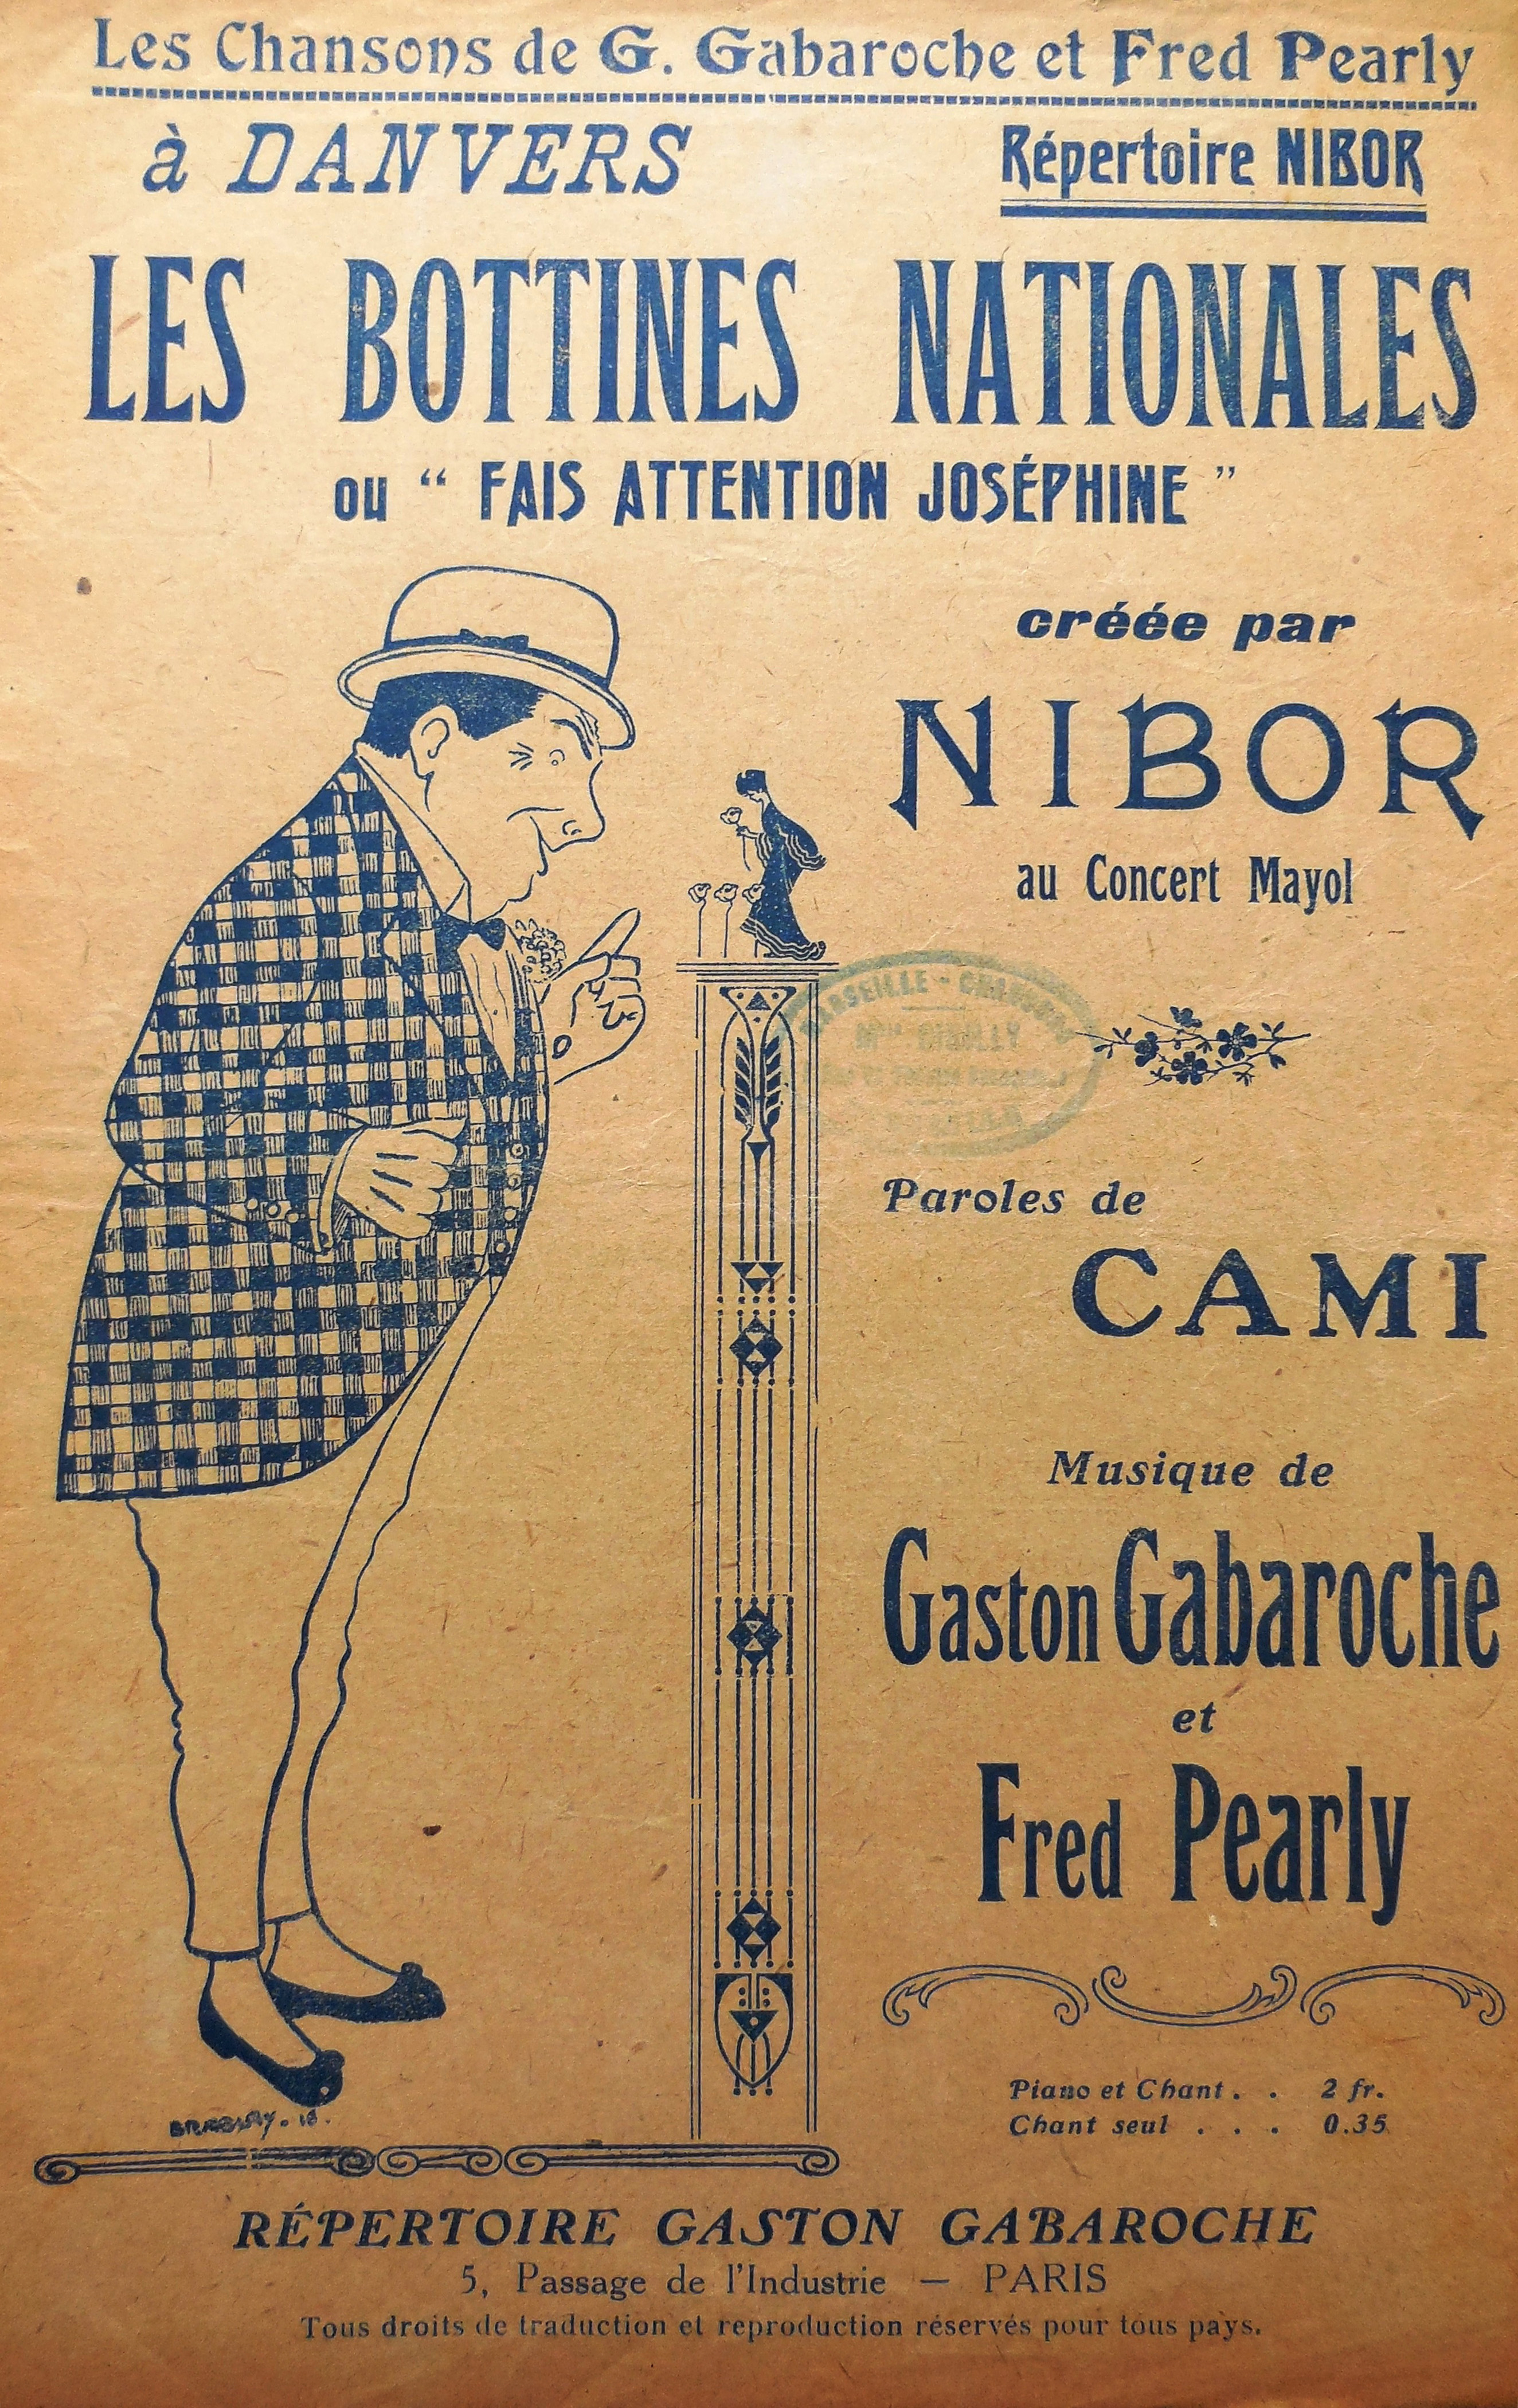 Les Chansons de G. Gabaroche et Fred Pearly
à DANVERS
Répertoire NIBOR
LES BOTTINES NATIONALES
ou “ FAIS ATTENTION JOSÉPHINE ”
créée par
NIBOR
au Concert Mayol
MARSEILLE - CHANSONS
Paroles de
CAMI
Musique de
Gaston Gabaroche
et
Fred Pearly
Piano et Chant . . 2 fr.
Chant seul . . . 0.35
RÉPERTOIRE GASTON GABAROCHE
5, Passage de l'Industrie — PARIS
Tous droits de traduction et reproduction réservés pour tous pays.